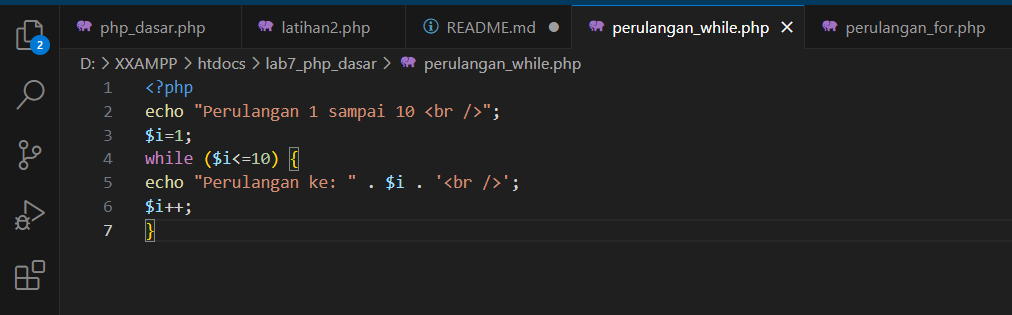 php_dasar.php latihan2.php README.md perulangan_while.php perulangan_for.php
2
D: > XXAMPP > htdocs > lab7_php_dasar > perulangan_while.php
1 <?php
2 echo "Perulangan 1 sampai 10 <br />";
3 $i=1;
4 while ($i<=10) {
5 echo "Perulangan ke: " . $i . '<br />';
6 $i++;
7 }